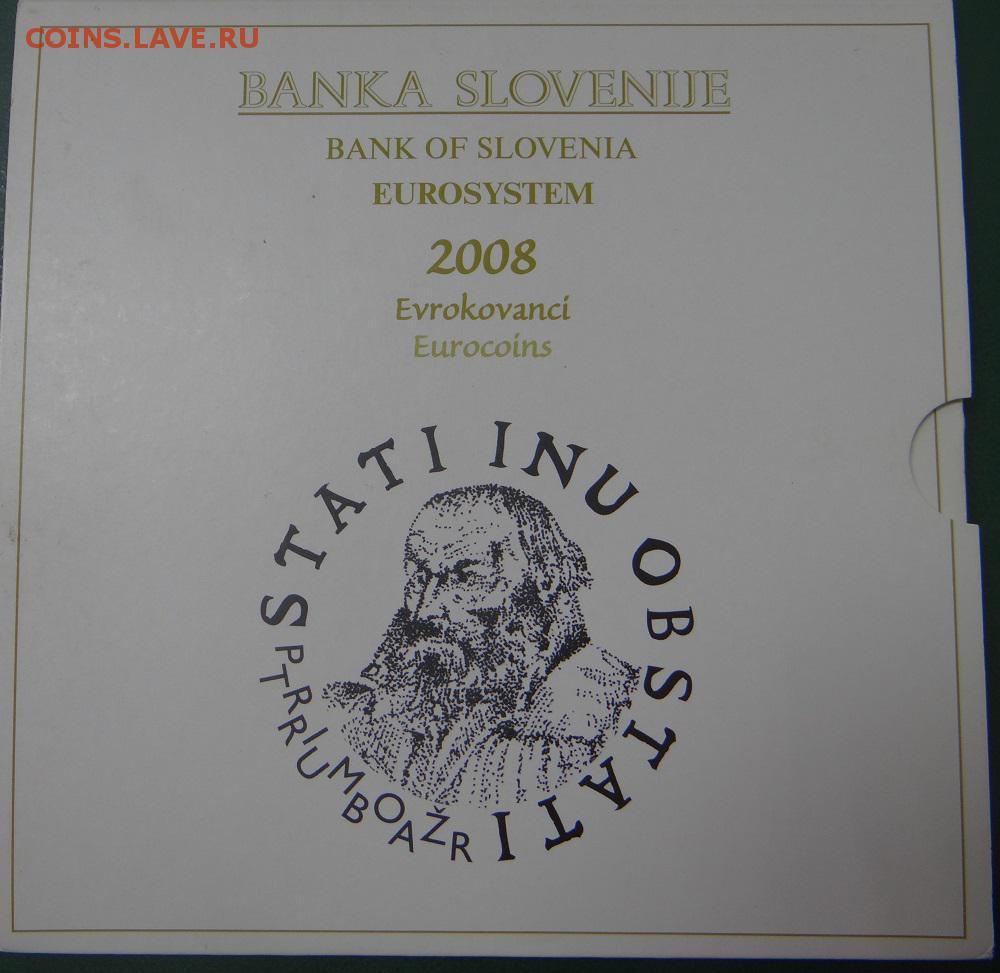 COINS.LAVE.RU
BANKA SLOVENIJE
BANK OF SLOVENIA
EUROSYSTEM
2008
Evrokovanci
Eurocoins
STATI INU OBSTATI
PRIMOŽ
TRUBAR